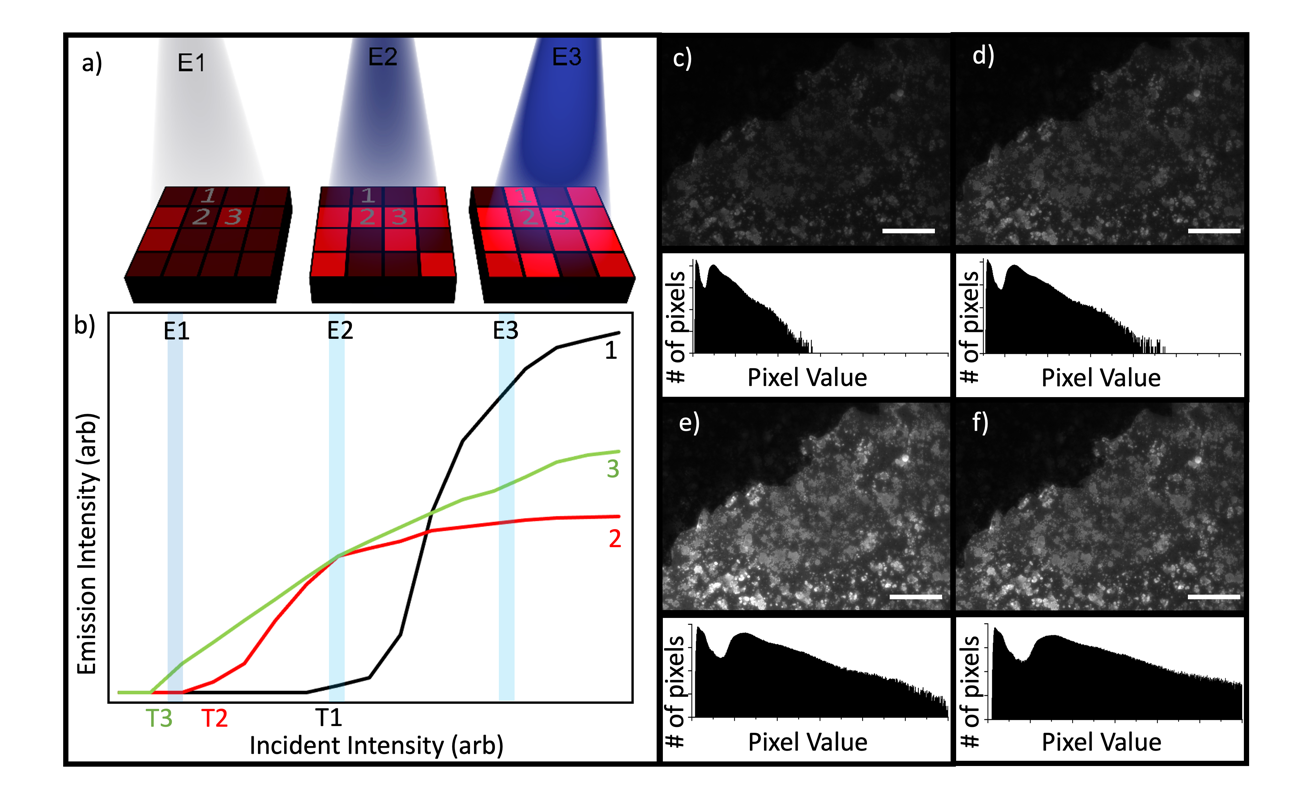 a)
E1
E2
E3
1
2 3
1
2 3
1
2 3
b)
E1
E2
E3
1
3
2
Emission Intensity (arb)
T3
T2
T1
Incident Intensity (arb)
c)
# of pixels
Pixel Value
d)
# of pixels
Pixel Value
e)
# of pixels
Pixel Value
f)
# of pixels
Pixel Value